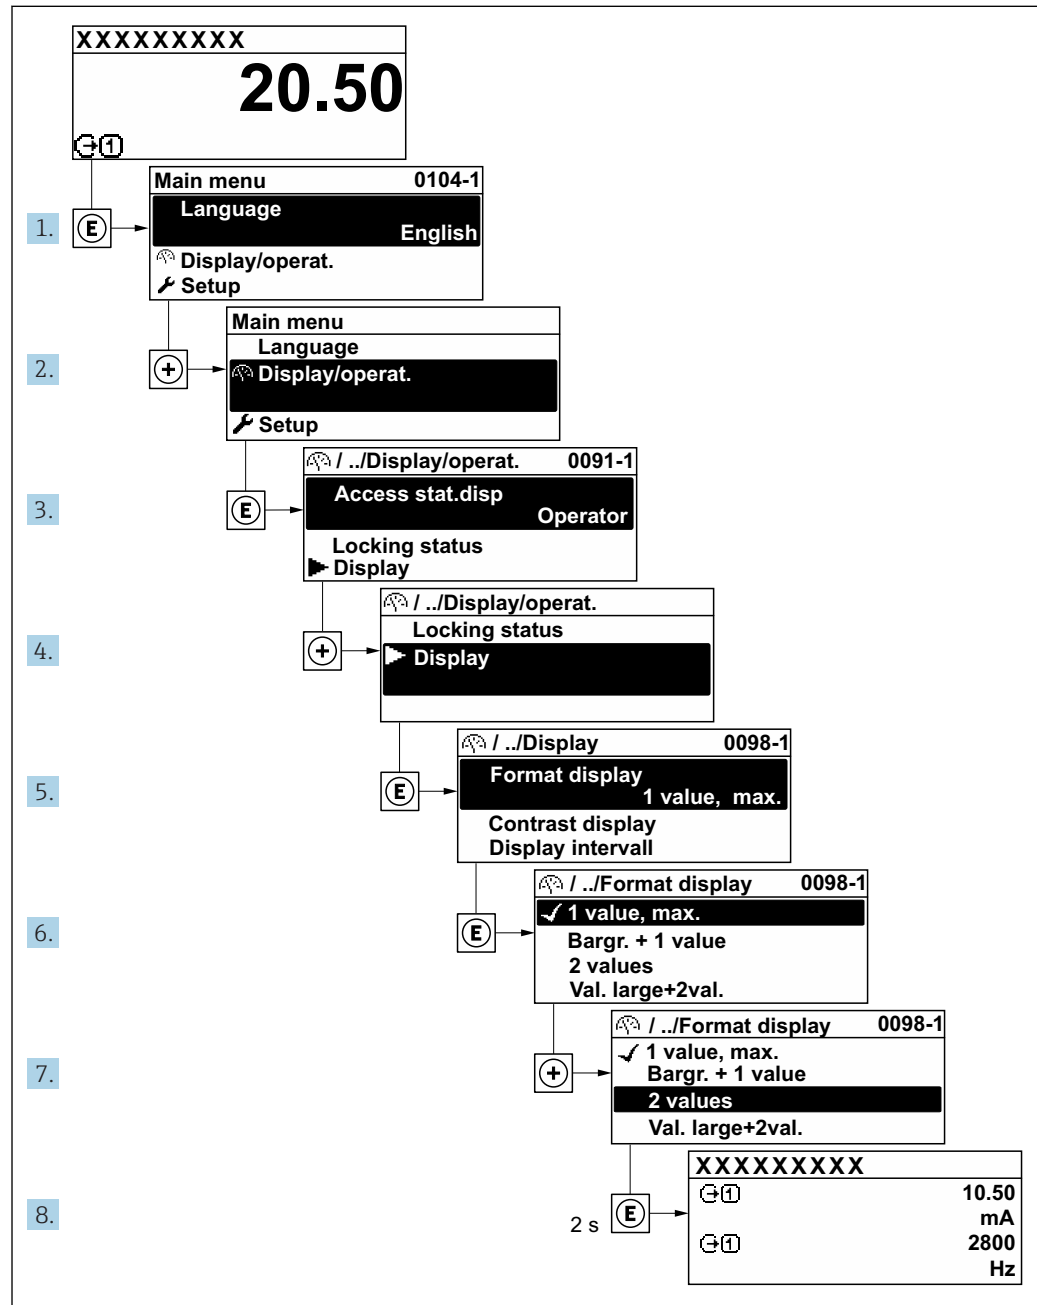 XXXXXXXXX
20.50
1
Main menu 0104-1
Language
1. E English
Display/operat.
Setup
Main menu
Language
2. + Display/operat.
Setup
/ ../Display/operat. 0091-1
Access stat.disp
3. E Operator
Locking status
Display
/ ../Display/operat.
Locking status
4. + Display
/ ../Display 0098-1
Format display
5. E 1 value, max.
Contrast display
Display intervall
/ ../Format display 0098-1
1 value, max.
6. E Bargr. + 1 value
2 values
Val. large+2val.
/ ../Format display 0098-1
1 value, max.
7. + Bargr. + 1 value
2 values
Val. large+2val.
XXXXXXXXX
1 10.50
8. 2 s E mA
1 2800
Hz